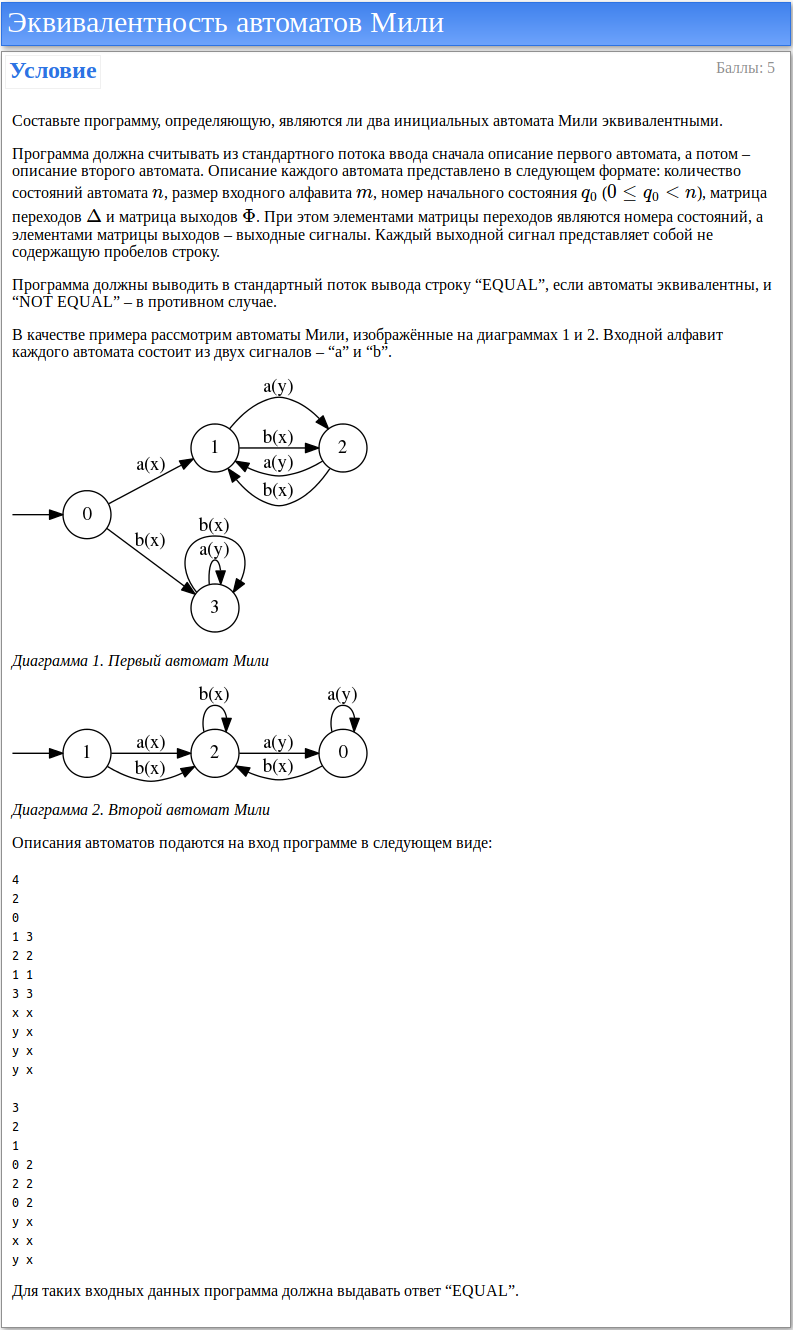 Эквивалентность автоматов Мили
Условие
Баллы: 5
Составьте программу, определяющую, являются ли два инициальных автомата Мили эквивалентными.
Программа должна считывать из стандартного потока ввода сначала описание первого автомата, а потом –
описание второго автомата. Описание каждого автомата представлено в следующем формате: количество
состояний автомата n, размер входного алфавита m, номер начального состояния q0 (0 ≤ q0 < n), матрица
переходов Δ и матрица выходов Φ. При этом элементами матрицы переходов являются номера состояний, а
элементами матрицы выходов – выходные сигналы. Каждый выходной сигнал представляет собой не
содержащую пробелов строку.
Программа должны выводить в стандартный поток вывода строку “EQUAL”, если автоматы эквивалентны, и
“NOT EQUAL” – в противном случае.
В качестве примера рассмотрим автоматы Мили, изображённые на диаграммах 1 и 2. Входной алфавит
каждого автомата состоит из двух сигналов – “a” и “b”.
a(y)
1
b(x)
2
a(x)
a(y)
b(x)
0
b(x)
b(x)
a(y)
3
Диаграмма 1. Первый автомат Мили
b(x)
a(y)
1
a(x)
2
a(y)
0
b(x)
b(x)
Диаграмма 2. Второй автомат Мили
Описания автоматов подаются на вход программе в следующем виде:
4
2
0
1 3
2 2
1 1
3 3
x x
y x
y x
y x
3
2
1
0 2
2 2
0 2
y x
x x
y x
Для таких входных данных программа должна выдавать ответ “EQUAL”.